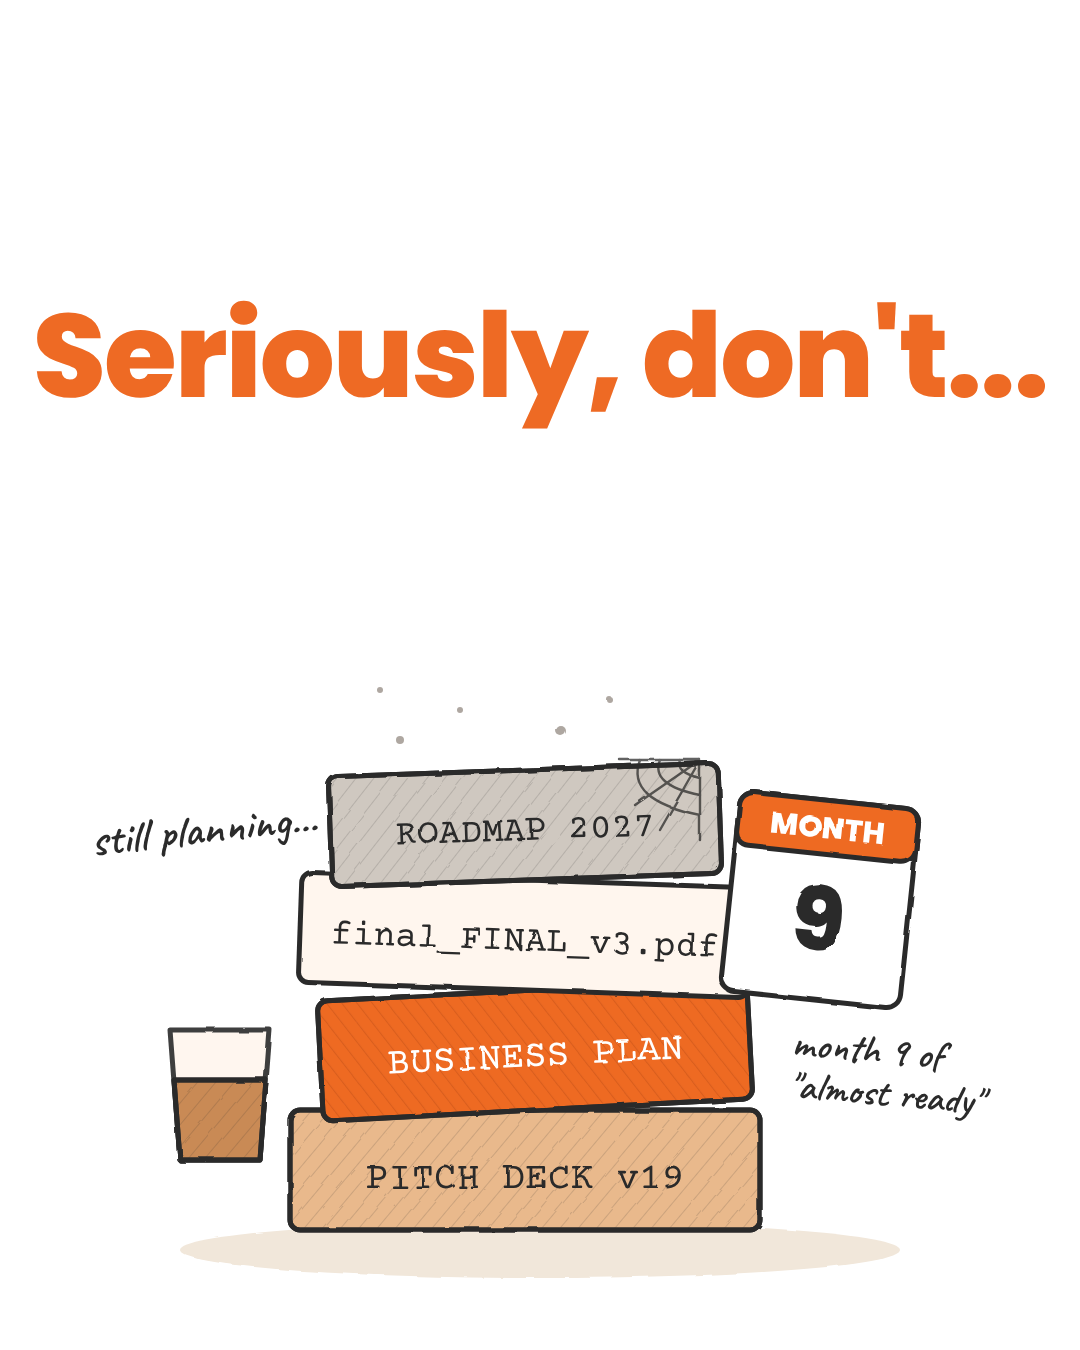 Seriously, don't...
still planning...
ROADMAP 2027
MONTH
9
final_FINAL_v3.pdf
BUSINESS PLAN
month 9 of
"almost ready"
PITCH DECK v19